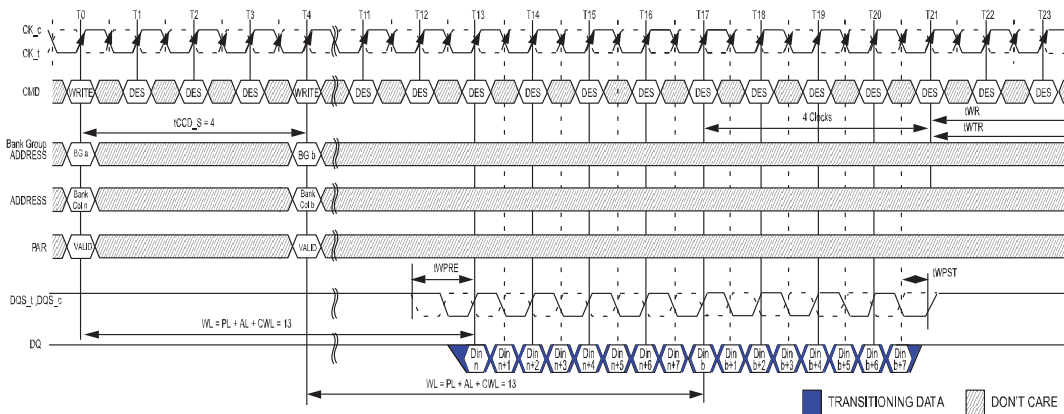 T0 T1 T2 T3 T4 T11 T12 T13 T14 T15 T16 T17 T18 T19 T20 T21 T22 T23
CK_c
CK_t
CMD WRITE DES DES DES WRITE DES DES DES DES DES DES DES DES DES DES DES DES DES
tCCD_S = 4
4 Clocks
tWR
tWTR
Bank Group
ADDRESS
BG a
BG b
ADDRESS
Bank
Col n
Bank
Col b
PAR
VALID
VALID
tWPRE
tWPST
DQS_t ,DQS_c
WL = PL + AL + CWL = 13
DQ
Din
n
Din
n+1
Din
n+2
Din
n+3
Din
n+4
Din
n+5
Din
n+6
Din
n+7
Din
b
Din
b+1
Din
b+2
Din
b+3
Din
b+4
Din
b+5
Din
b+6
Din
b+7
WL = PL + AL + CWL = 13
TRANSITIONING DATA
DON'T CARE